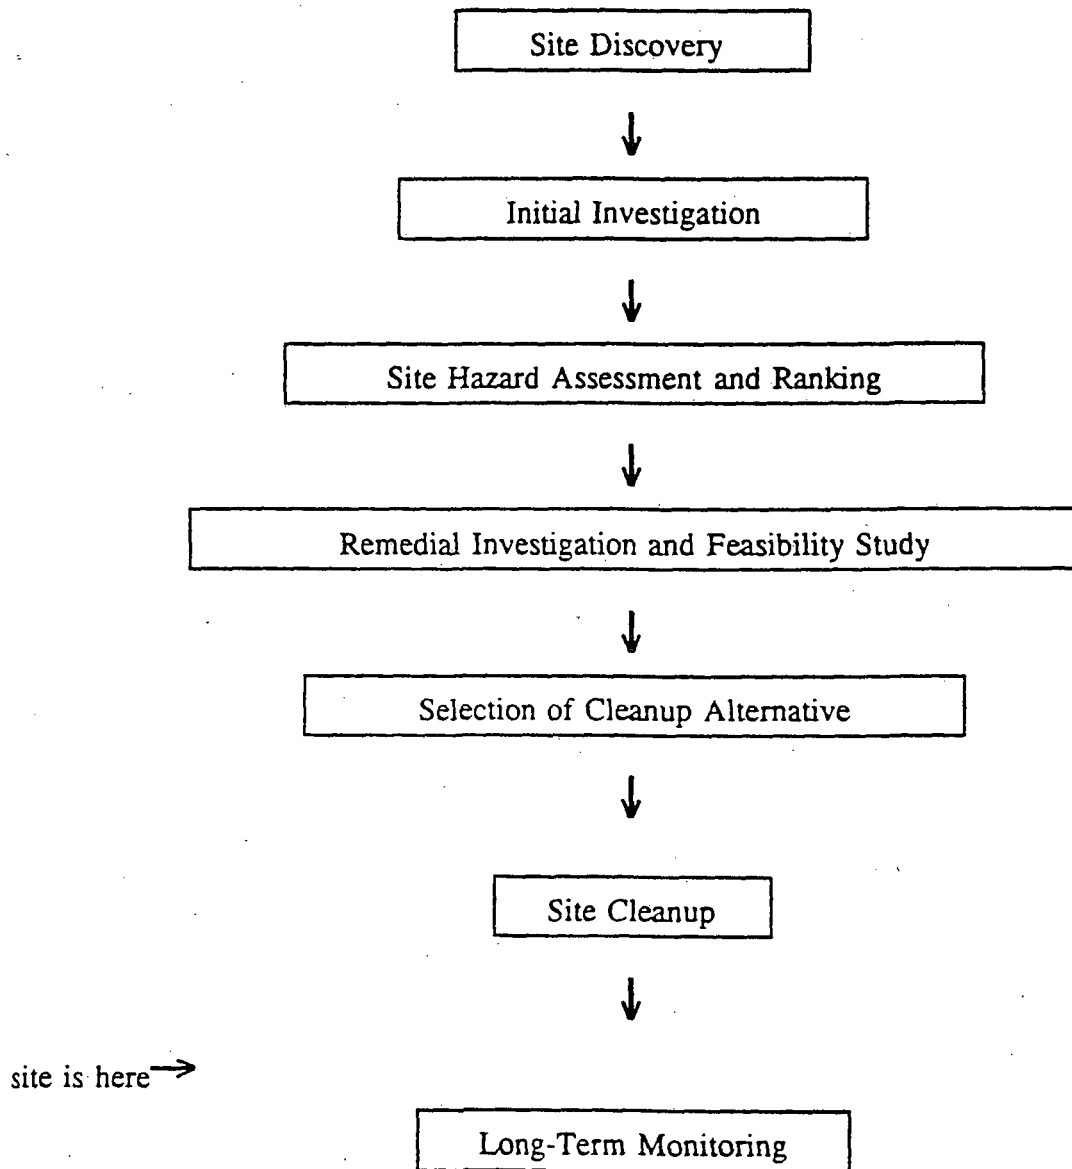 Site Discovery
Initial Investigation
Site Hazard Assessment and Ranking
Remedial Investigation and Feasibility Study
Selection of Cleanup Alternative
Site Cleanup
site is here
Long-Term Monitoring